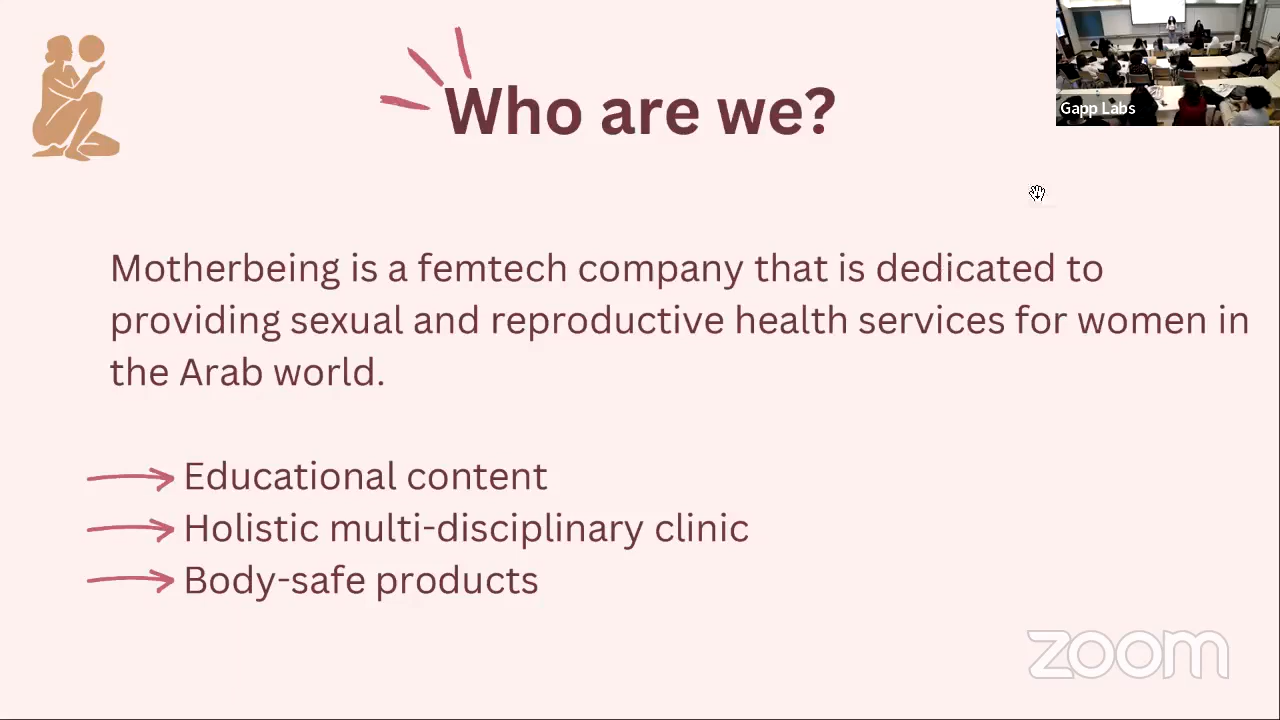 Who are we?
Gapp Labs
Motherbeing is a femtech company that is dedicated to
providing sexual and reproductive health services for women in
the Arab world.
Educational content
Holistic multi-disciplinary clinic
Body-safe products
zoom